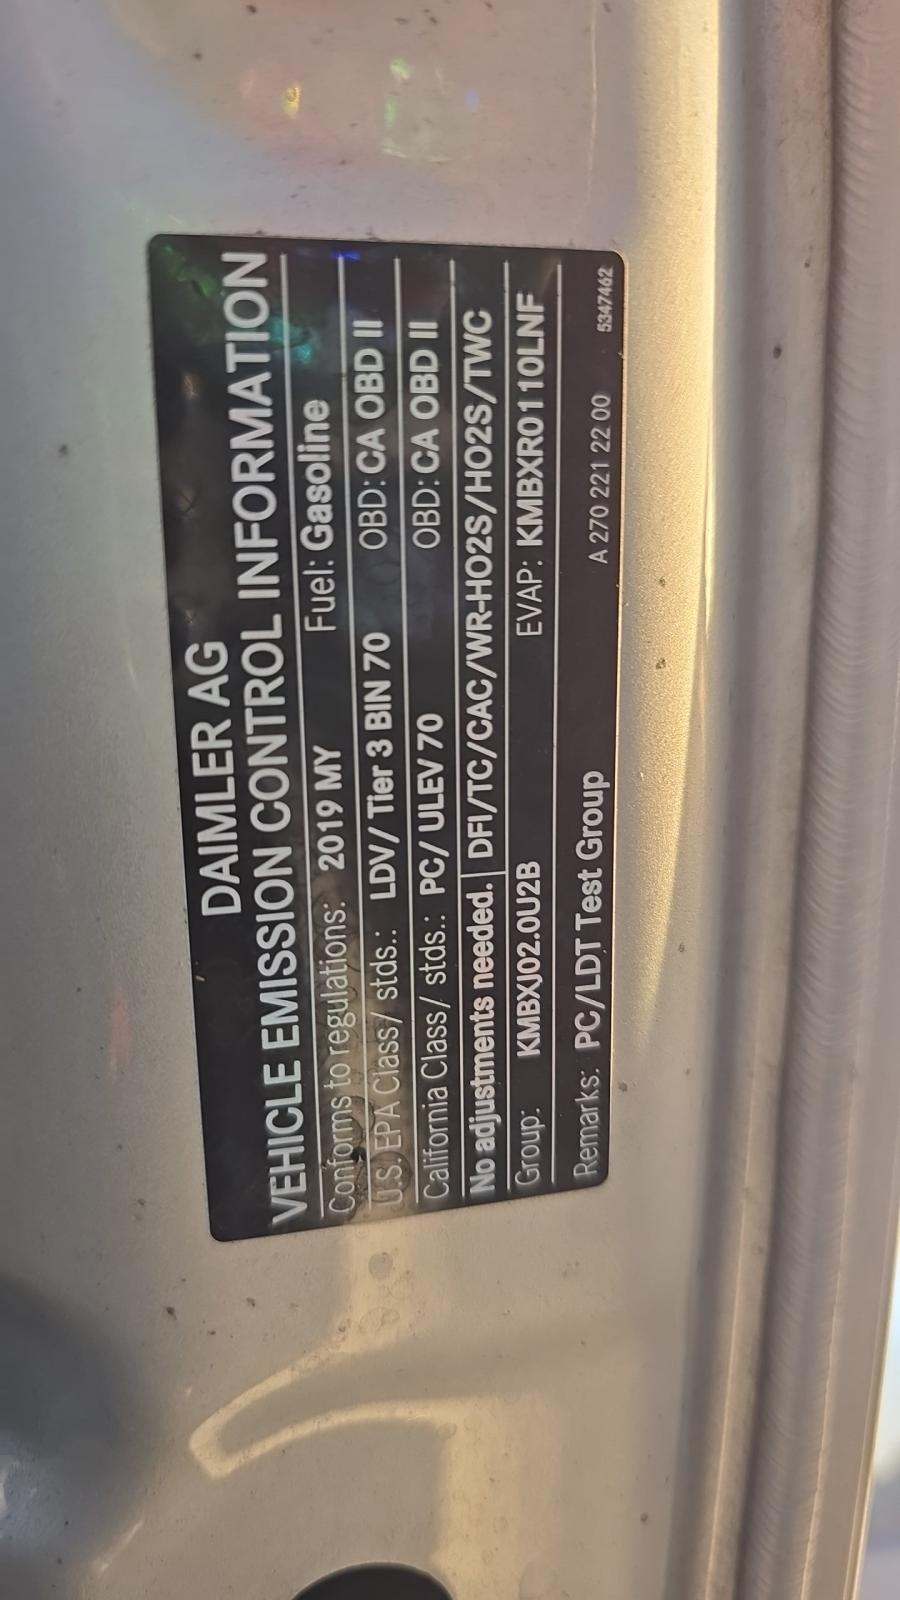 DAIMLER AG
VEHICLE EMISSION CONTROL INFORMATION
Conforms to regulations: 2019 MY Fuel: Gasoline
U.S. EPA Class/ stds.: LDV/ Tier 3 BIN 70 OBD: CA OBD II
California Class/ stds.: PC/ ULEV 70 OBD: CA OBD II
No adjustments needed. DFI/TC/CAC/WR-HO2S/HO2S/TWC
Group: KMBXJ02.0U2B EVAP: KMBXR0110LNF
Remarks: PC/LDT Test Group A 270 221 22 00 5347462